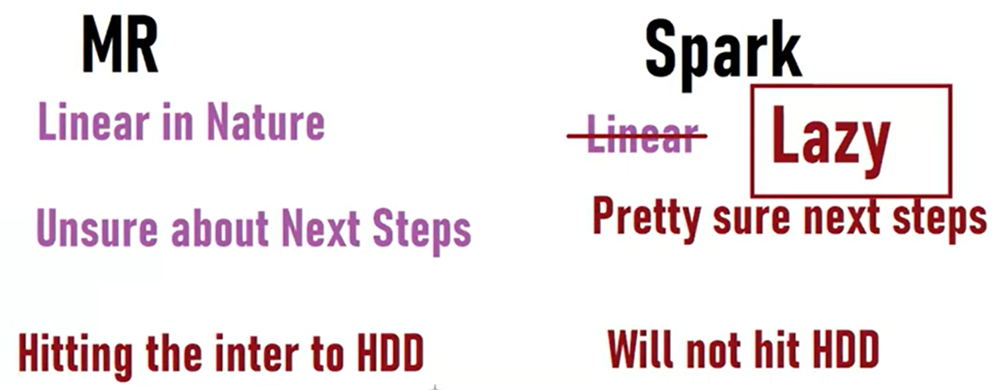 MR
Linear in Nature
Unsure about Next Steps
Hitting the inter to HDD
Spark
Linear
Lazy
Pretty sure next steps
Will not hit HDD